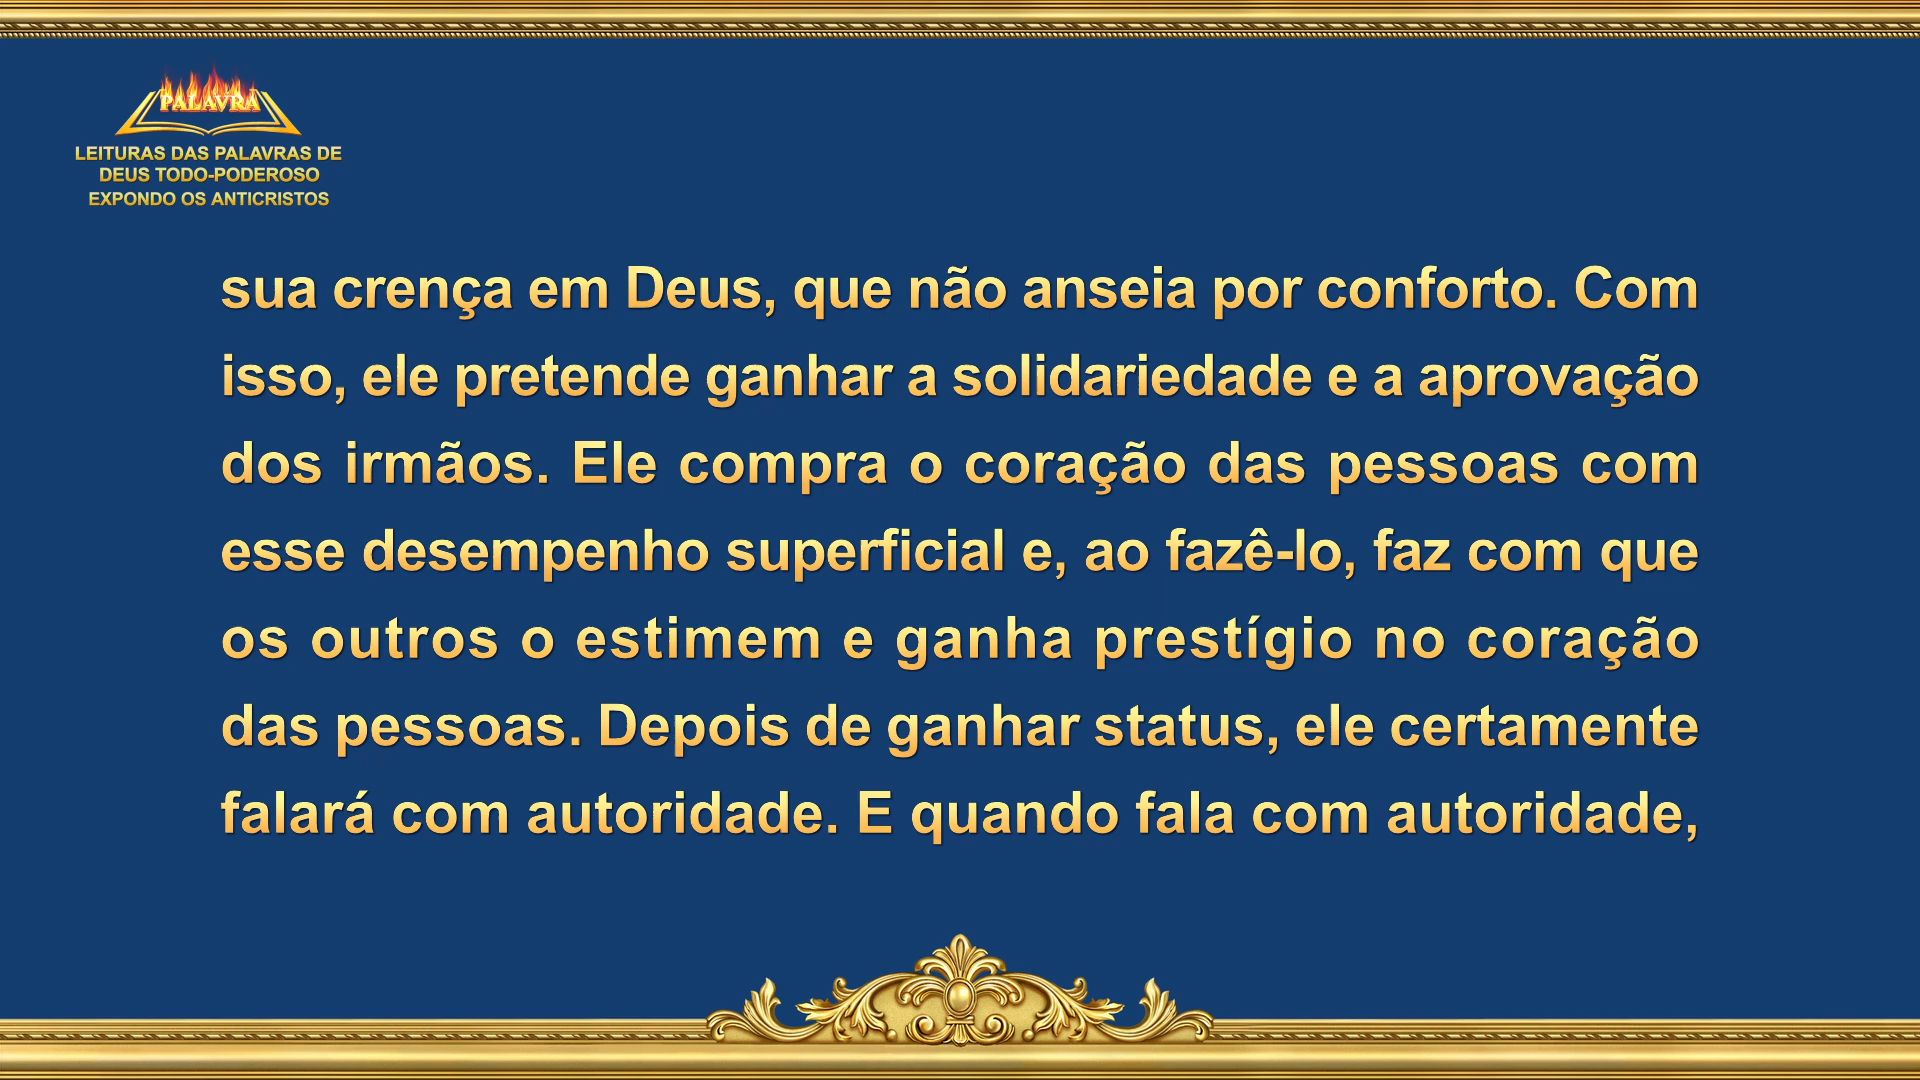 PALAVRA
LEITURAS DAS PALAVRAS DE
DEUS TODO-PODEROSO
EXPONDO OS ANTICRISTOS
sua crença em Deus, que não anseia por conforto. Com
isso, ele pretende ganhar a solidariedade e a aprovação
dos irmãos. Ele compra o coração das pessoas com
esse desempenho superficial e, ao fazê-lo, faz com que
os outros o estimem e ganha prestígio no coração
das pessoas. Depois de ganhar status, ele certamente
falará com autoridade. E quando fala com autoridade,